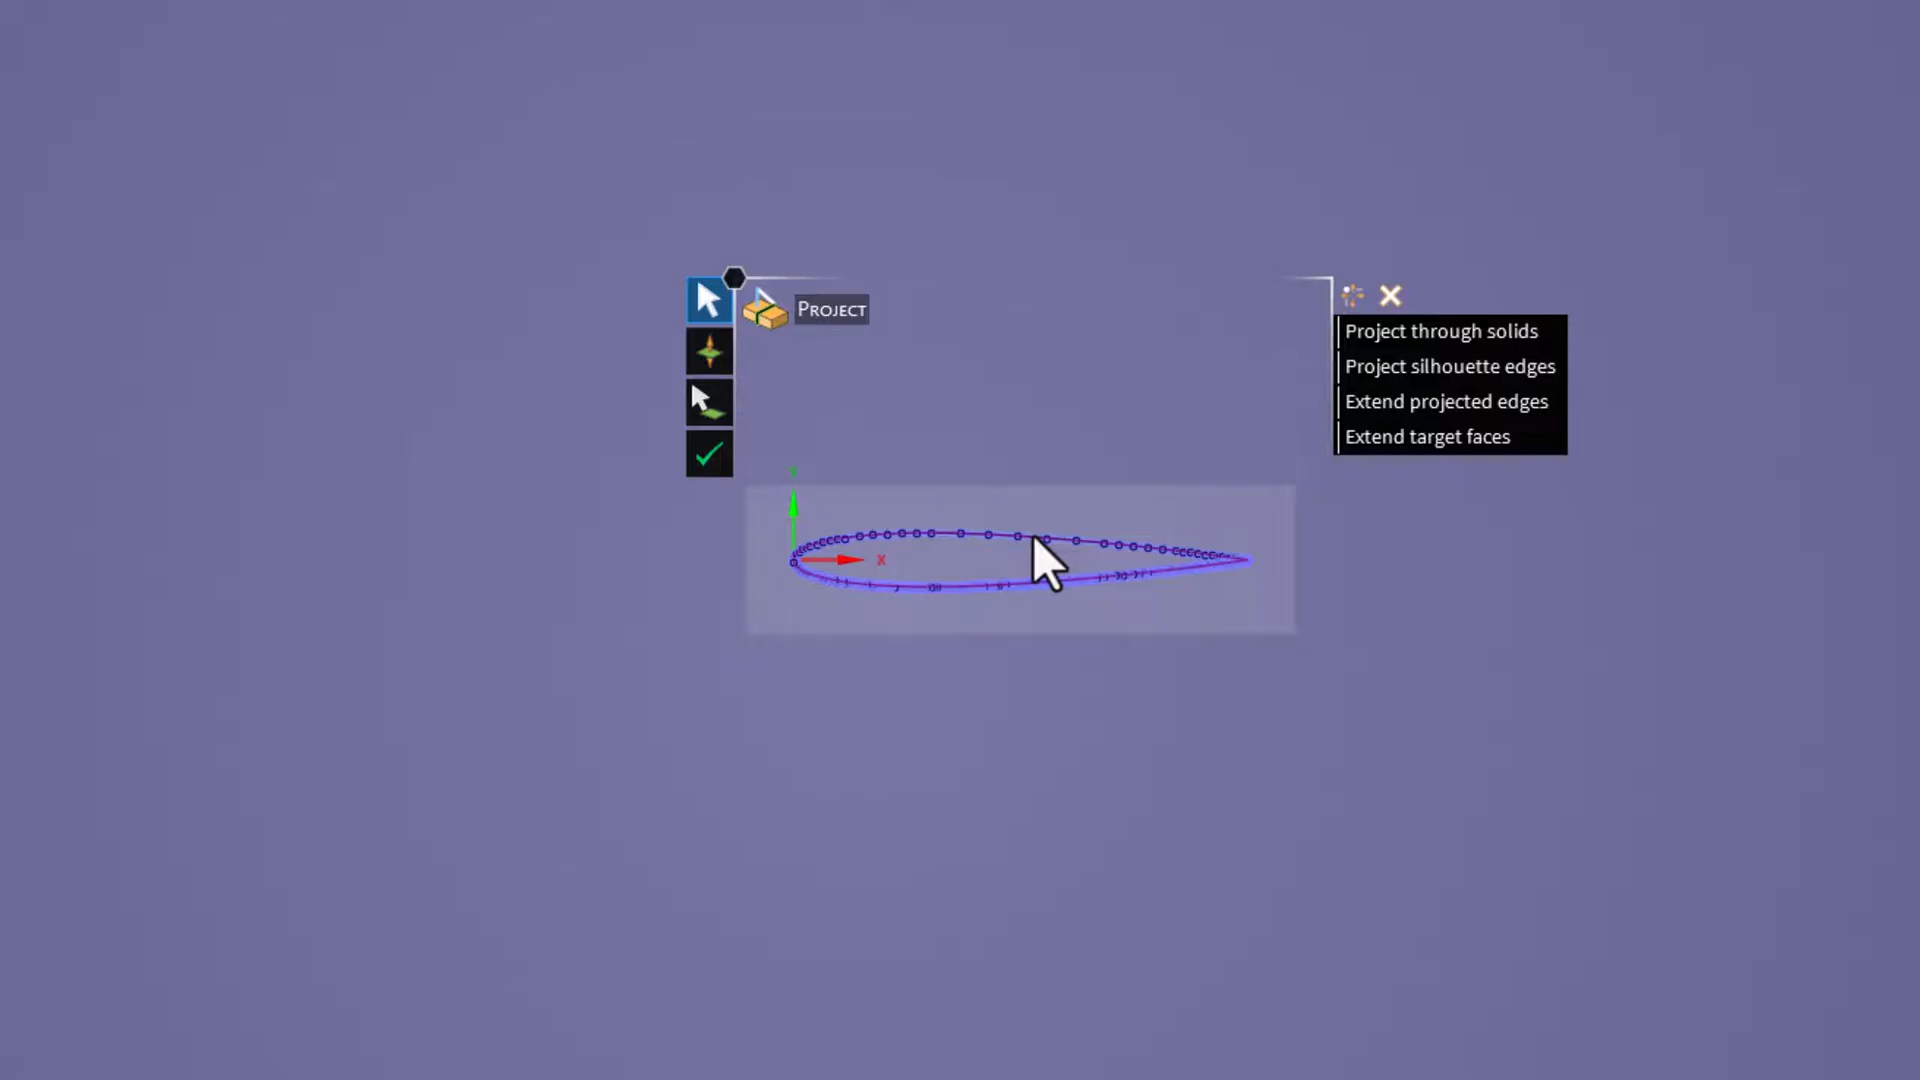 PROJECT
Project through solids
Project silhouette edges
Extend projected edges
Extend target faces
Y
X